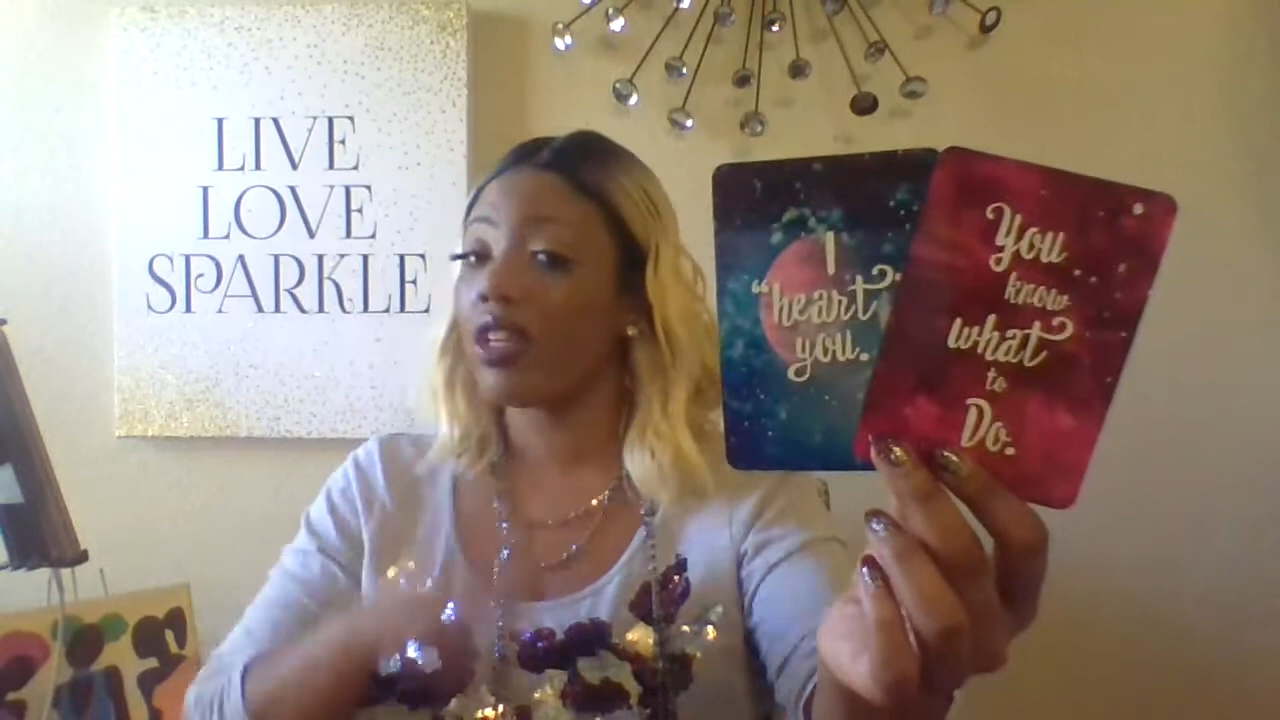 LIVE
LOVE
SPARKLE
I
"heart"
you.
You
know
what
to
Do.